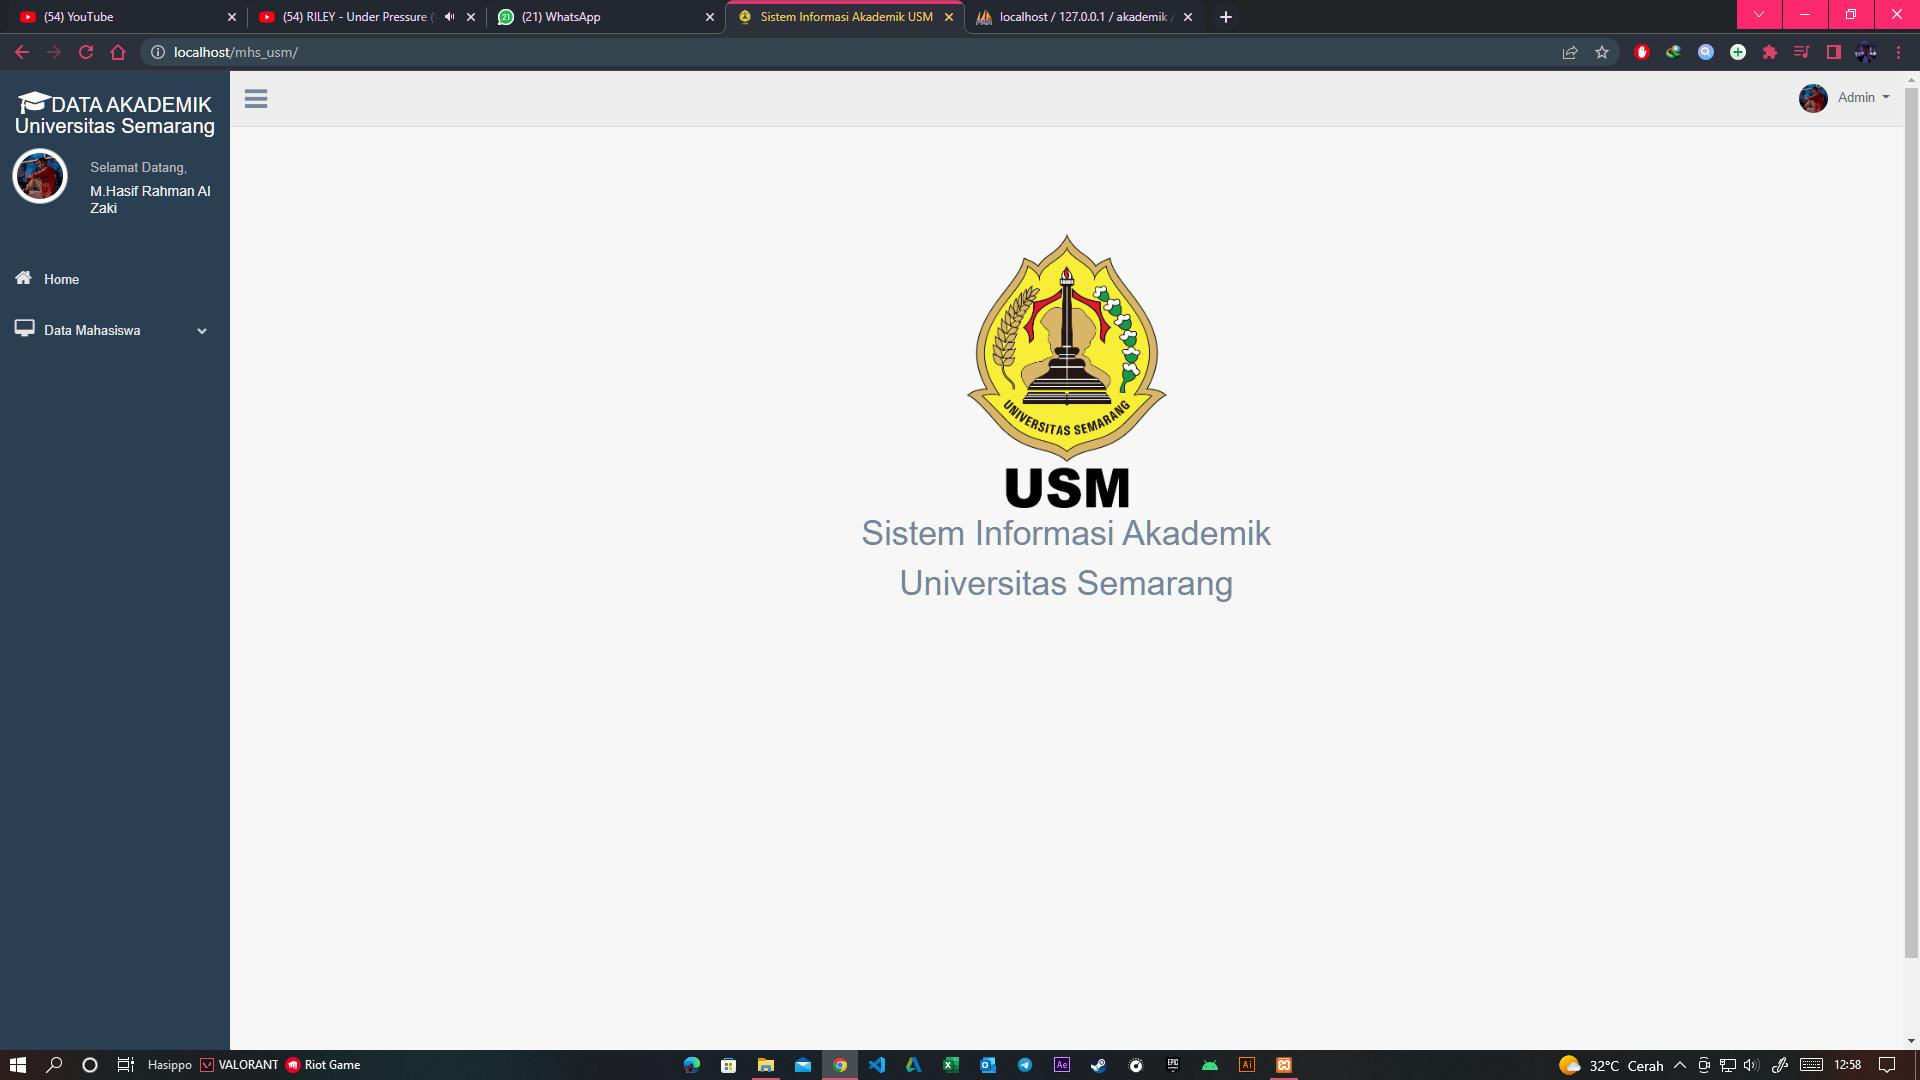 (54) YouTube
(54) RILEY - Under Pressure (
(21) WhatsApp
Sistem Informasi Akademik USM
localhost / 127.0.0.1 / akademik /
localhost/mhs_usm/
DATA AKADEMIK
Universitas Semarang
Selamat Datang,
M.Hasif Rahman Al
Zaki
Home
Data Mahasiswa
Admin
UNIVERSITAS SEMARANG
USM
Sistem Informasi Akademik
Universitas Semarang
Hasippo
VALORANT
Riot Game
32°C Cerah
12:58